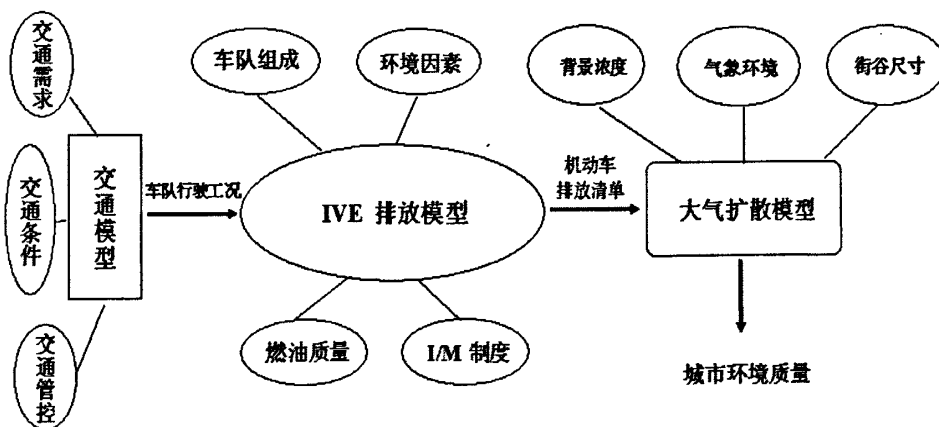 交通需求
交通条件
交通管控
交通模型
车队行驶工况
车队组成
环境因素
IVE 排放模型
燃油质量
I/M 制度
机动车
排放清单
背景浓度
气象环境
街谷尺寸
大气扩散模型
城市环境质量